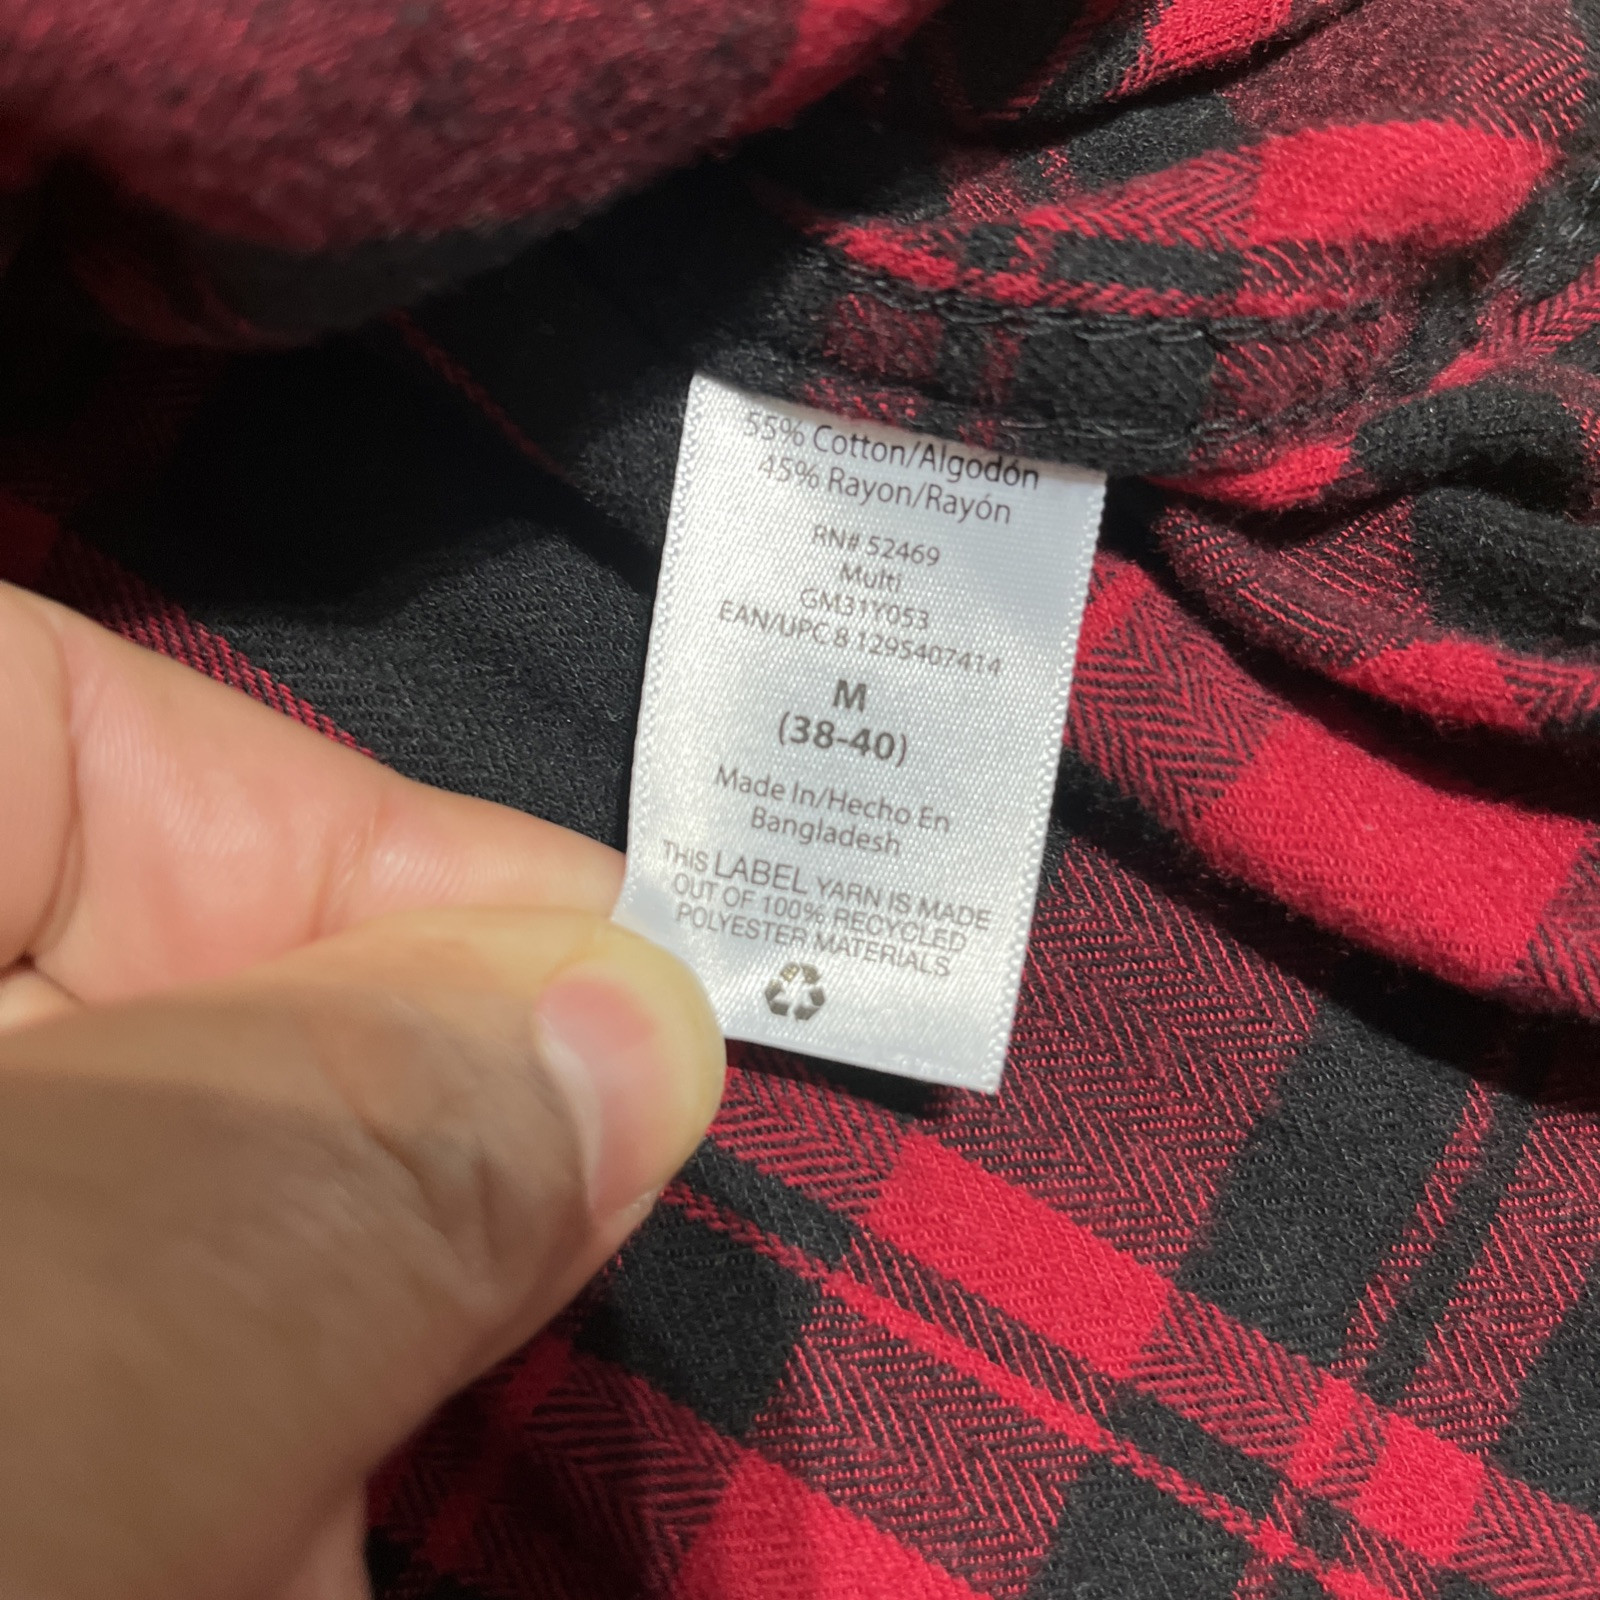 55% Cotton/Algodón
45% Rayon/Rayón
RN# 52469
Multi
GM31Y053
EAN/UPC 8 1295407414
M
(38-40)
Made In/Hecho En
Bangladesh
THIS LABEL YARN IS MADE
OUT OF 100% RECYCLED
POLYESTER MATERIALS